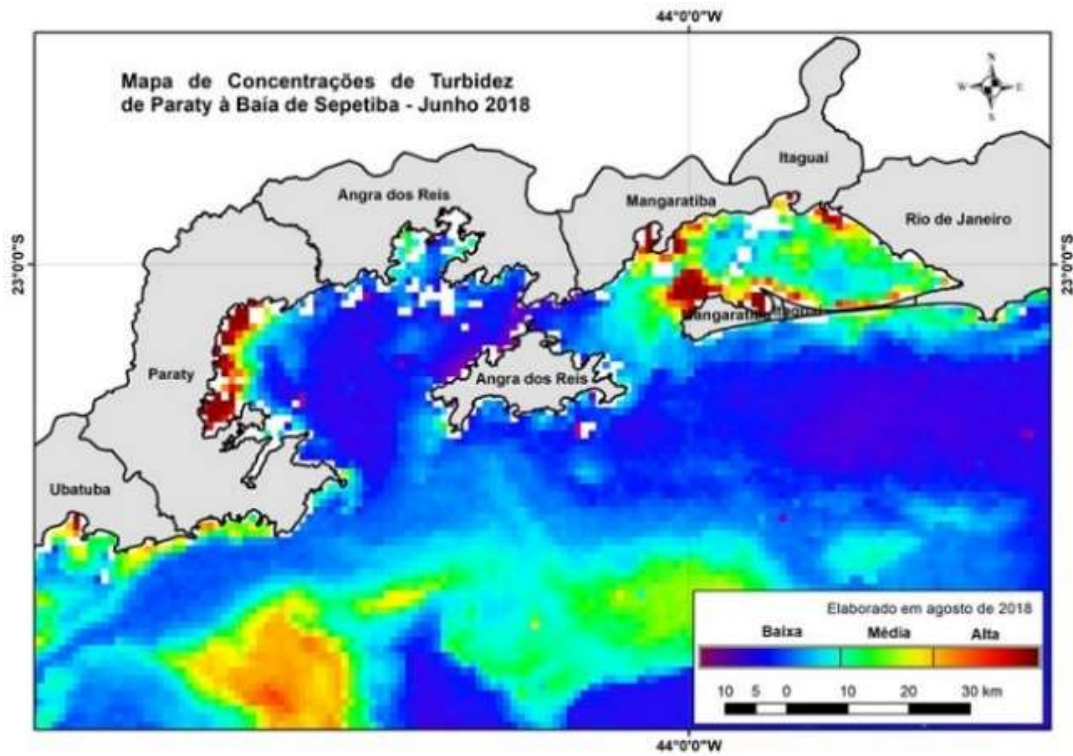 44°0'0"W
Mapa de Concentrações de Turbidez
de Paraty à Baía de Sepetiba - Junho 2018
N
W E
S
Itaguaí
Angra dos Reis
Mangaratiba
Rio de Janeiro
23°0'0"S
23°0'0"S
Mangaratiba
Paraty
Angra dos Reis
Ubatuba
Elaborado em agosto de 2018
Baixa Média Alta
10 5 0 10 20 30 km
44°0'0"W